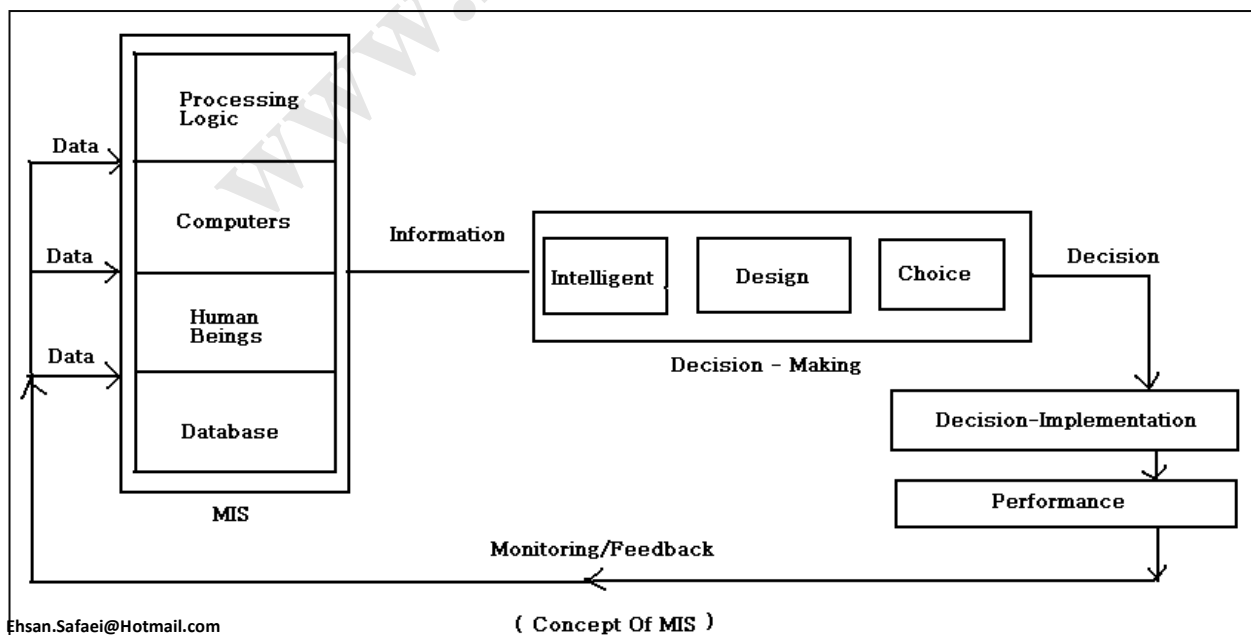 www.
Processing
Logic
Data
Computers
Data
Human
Beings
Data
Database
MIS
Information
Intelligent
Design
Choice
Decision - Making
Decision
Decision-Implementation
Performance
Monitoring/Feedback
( Concept Of MIS )
Ehsan.Safaei@Hotmail.com